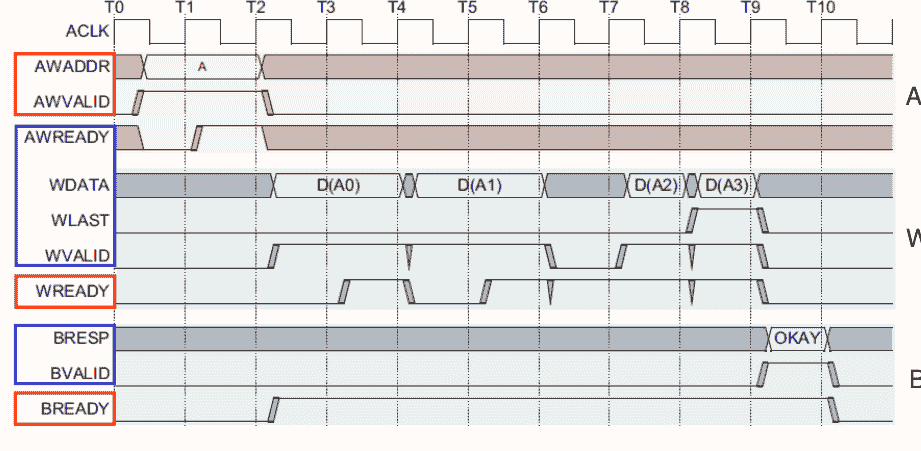 T0 T1 T2 T3 T4 T5 T6 T7 T8 T9 T10
ACLK
AWADDR A
AWVALID A
AWREADY
WDATA D(A0) D(A1) D(A2) D(A3)
WLAST
W
WVALID
WREADY
BRESP OKAY
BVALID B
BREADY